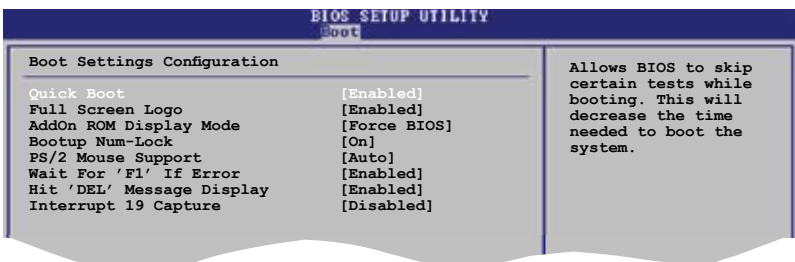 BIOS SETUP UTILITY
Boot
Boot Settings Configuration
Quick Boot [Enabled]
Full Screen Logo [Enabled]
AddOn ROM Display Mode [Force BIOS]
Bootup Num-Lock [On]
PS/2 Mouse Support [Auto]
Wait For 'F1' If Error [Enabled]
Hit 'DEL' Message Display [Enabled]
Interrupt 19 Capture [Disabled]
Allows BIOS to skip
certain tests while
booting. This will
decrease the time
needed to boot the
system.